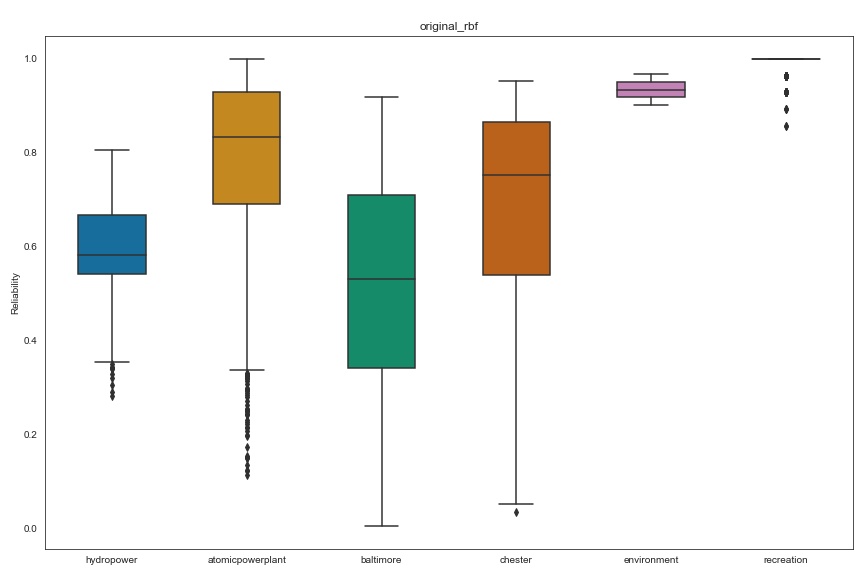 original_rbf
Reliability
1.0
0.8
0.6
0.4
0.2
0.0
hydropower atomicpowerplant baltimore chester environment recreation